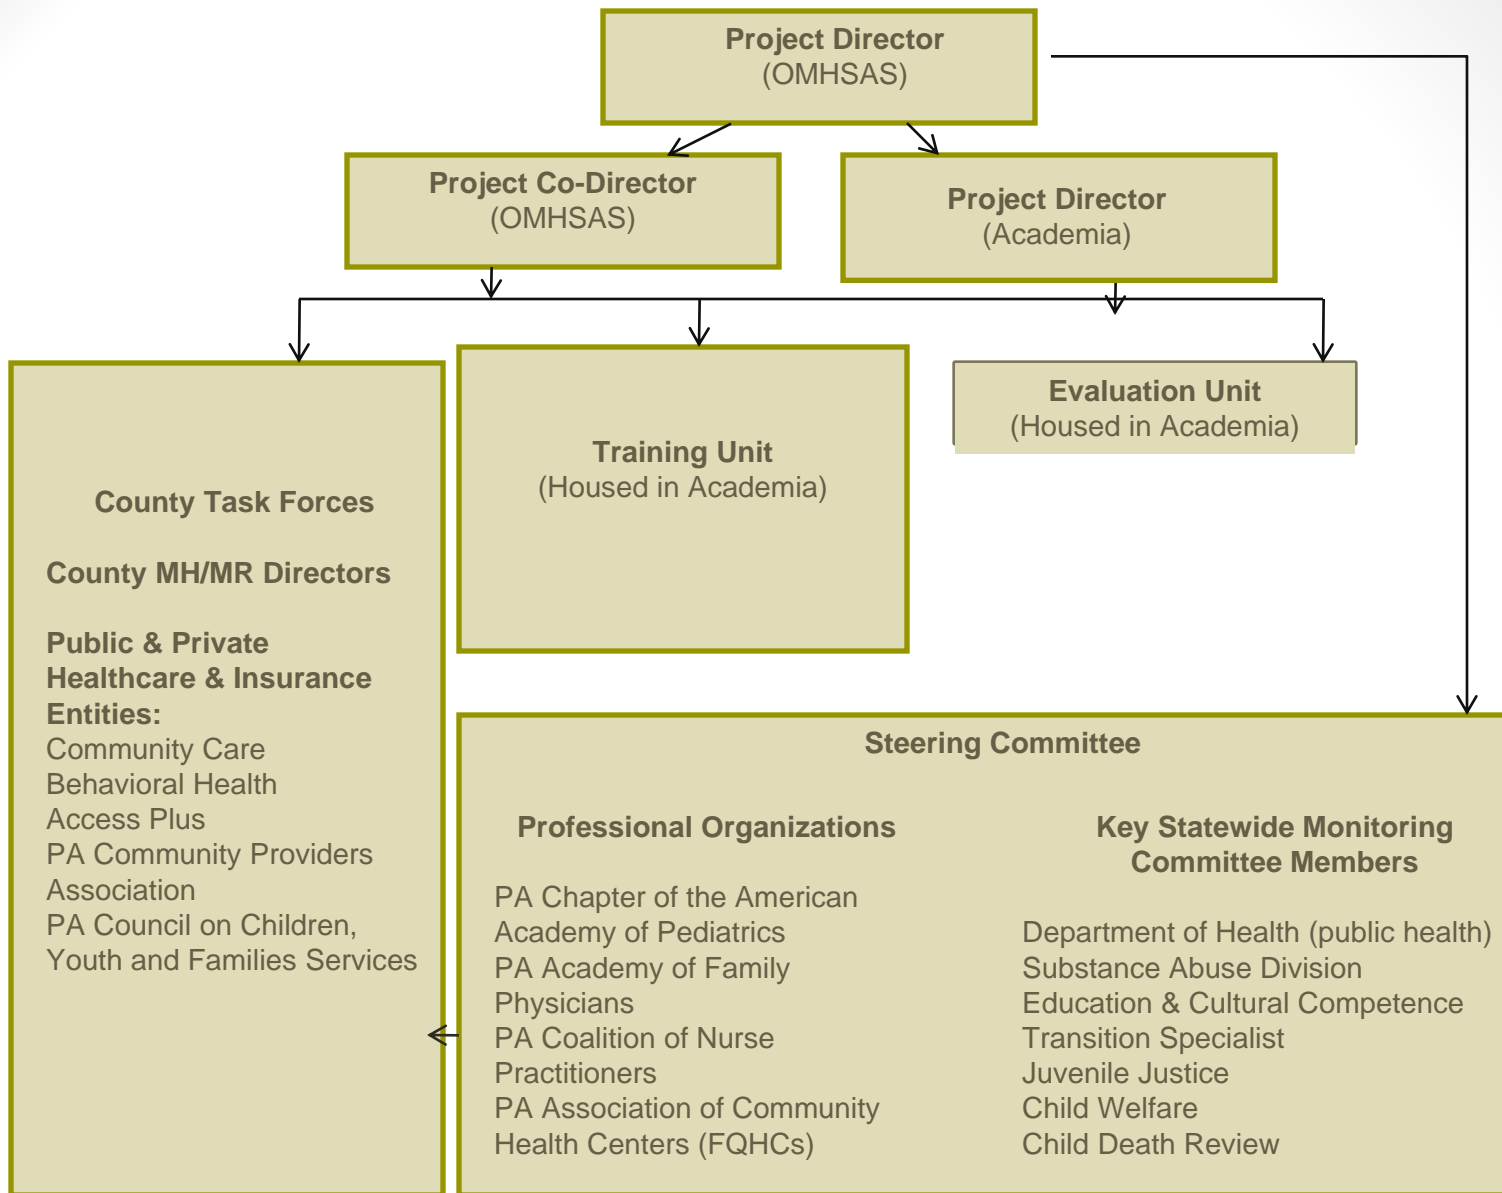 Project Director
(OMHSAS)
Project Co-Director
(OMHSAS)
Project Director
(Academia)
County Task Forces
County MH/MR Directors
Public & Private
Healthcare & Insurance
Entities:
Community Care
Behavioral Health
Access Plus
PA Community Providers
Association
PA Council on Children,
Youth and Families Services
Training Unit
(Housed in Academia)
Evaluation Unit
(Housed in Academia)
Steering Committee
Professional Organizations
PA Chapter of the American
Academy of Pediatrics
PA Academy of Family
Physicians
PA Coalition of Nurse
Practitioners
PA Association of Community
Health Centers (FQHCs)
Key Statewide Monitoring
Committee Members
Department of Health (public health)
Substance Abuse Division
Education & Cultural Competence
Transition Specialist
Juvenile Justice
Child Welfare
Child Death Review